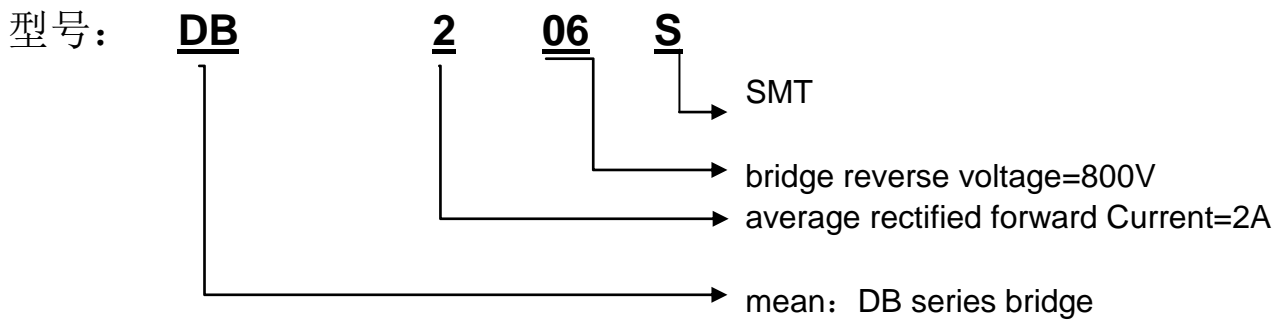 型号： DB 2 06 S
SMT
bridge reverse voltage=800V
average rectified forward Current=2A
mean：DB series bridge